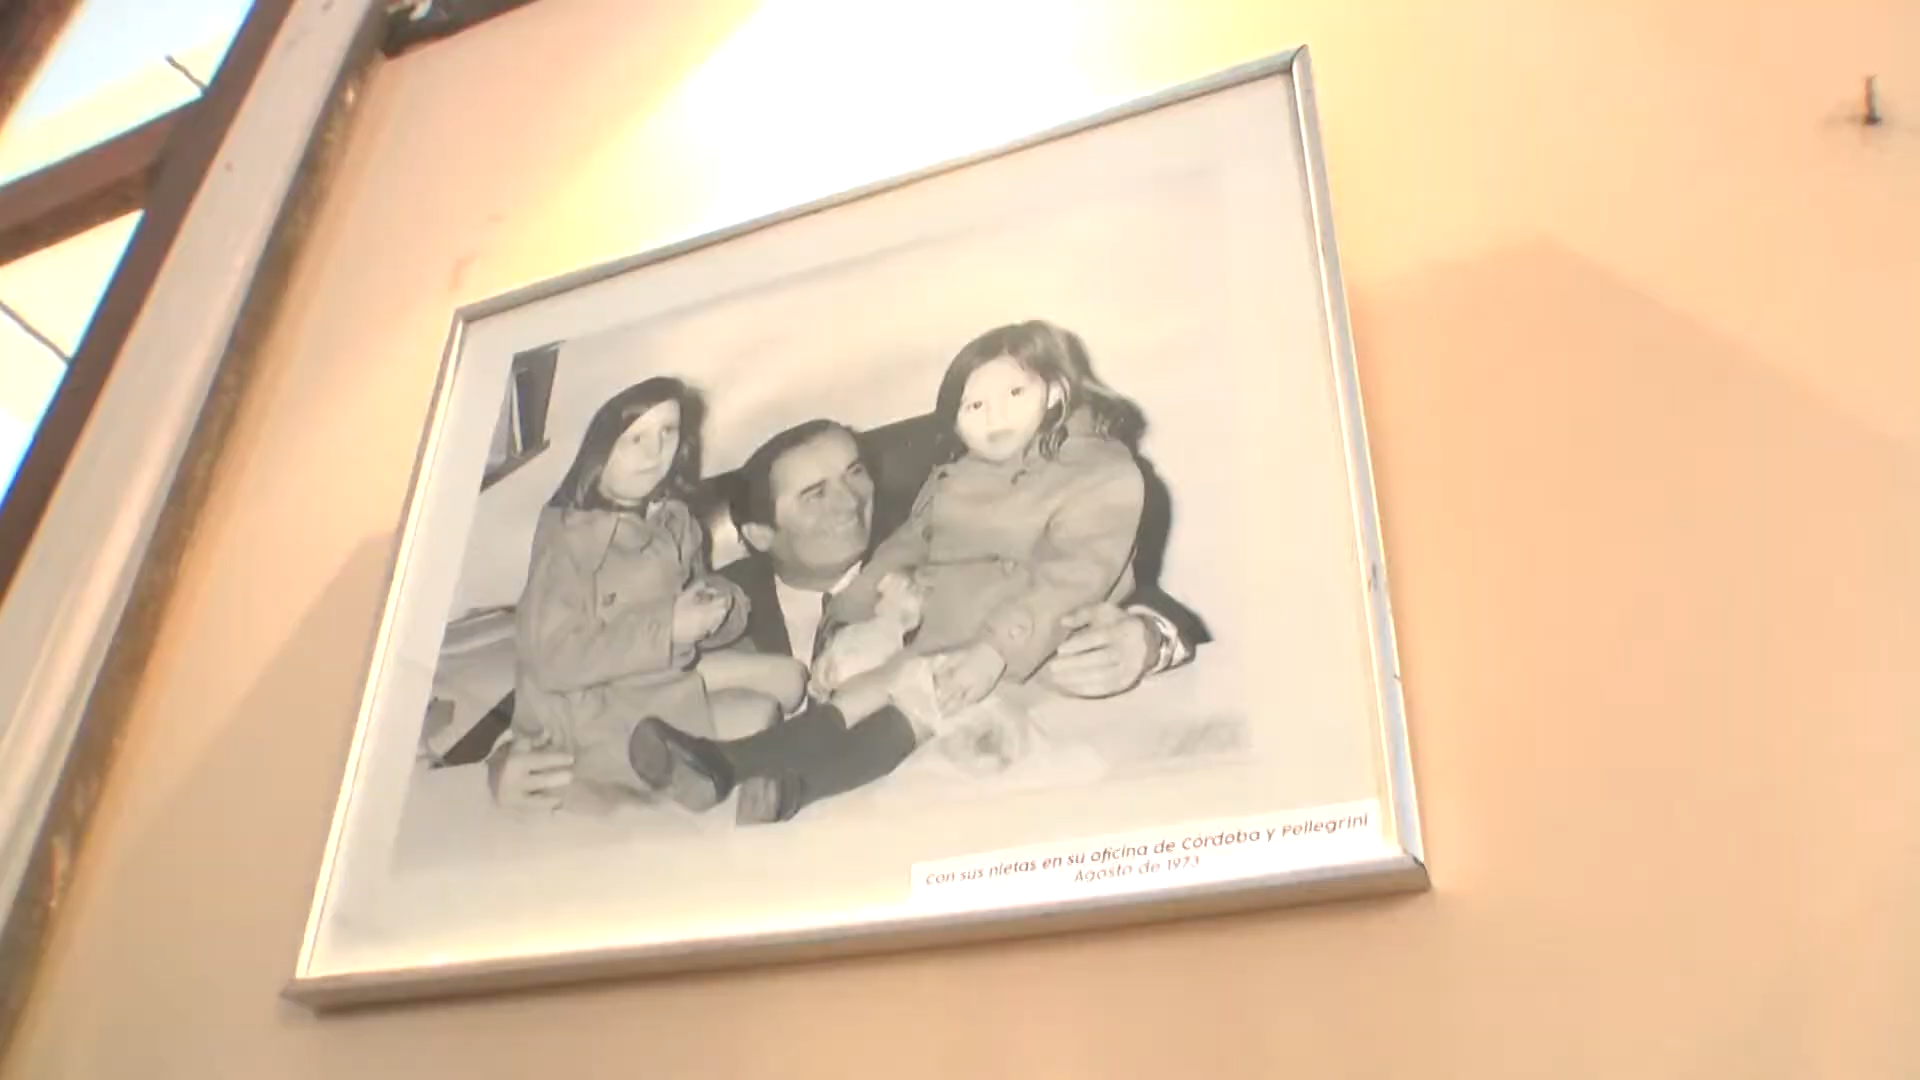 Con sus nietas en su oficina de Córdoba y Pellegrini
Agosto de 1973